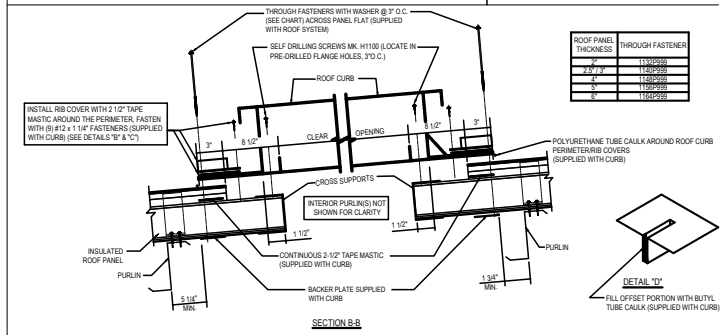 THROUGH FASTENERS WITH WASHER @ 3" O.C.
(SEE CHART) ACROSS PANEL FLAT (SUPPLIED
WITH ROOF SYSTEM)
SELF DRILLING SCREWS MK. H1100 (LOCATE IN
PRE-DRILLED FLANGE HOLES, 3"O.C.)
ROOF CURB
ROOF PANEL
THICKNESS
THROUGH FASTENER
2" 1132P999
2.5" / 3" 1140P999
4" 1148P999
5" 1156P999
6" 1164P999
INSTALL RIB COVER WITH 2 1/2" TAPE
MASTIC AROUND THE PERIMETER, FASTEN
WITH (9) #12 x 1 1/4" FASTENERS (SUPPLIED
WITH CURB) (SEE DETAILS "B" & "C")
3"
8 1/2"
CLEAR
OPENING
8 1/2"
3"
POLYURETHANE TUBE CAULK AROUND ROOF CURB
PERIMETER/RIB COVERS
(SUPPLIED WITH CURB)
CROSS SUPPORTS
INTERIOR PURLIN(S) NOT
SHOWN FOR CLARITY
1 1/2"
1 1/2"
INSULATED
ROOF PANEL
CONTINUOUS 2-1/2" TAPE MASTIC
(SUPPLIED WITH CURB)
PURLIN
PURLIN
BACKER PLATE SUPPLIED
WITH CURB
5 1/4"
MIN.
1 3/4"
MIN.
SECTION B-B
DETAIL "D"
FILL OFFSET PORTION WITH BUTYL
TUBE CAULK (SUPPLIED WITH CURB)